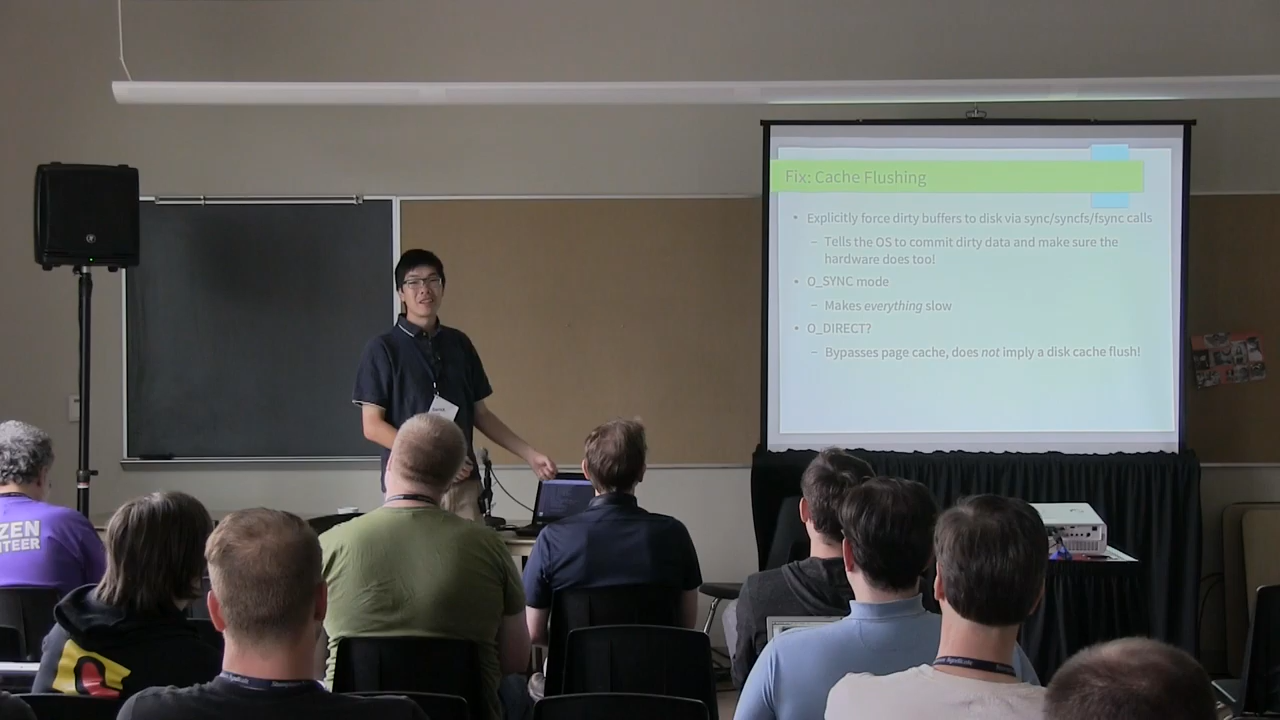 Fix: Cache Flushing
• Explicitly force dirty buffers to disk via sync/syncfs/fsync calls
– Tells the OS to commit dirty data and make sure the
hardware does too!
• O_SYNC mode
– Makes everything slow
• O_DIRECT?
– Bypasses page cache, does not imply a disk cache flush!
ZEN
NTEER